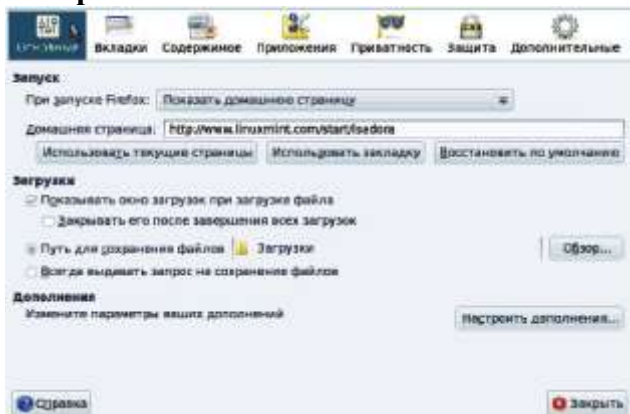 Основные Вкладки Содержимое Приложения Приватность Защита Дополнительные
Запуск
При запуске Firefox: Показать домашнюю страницу
Домашняя страница: http://www.linuxmint.com/start/isadora
Использовать текущие страницы Использовать закладку Восстановить по умолчанию
Загрузки
Показывать окно загрузок при загрузке файла
Закрывать его после завершения всех загрузок
Путь для сохранения файлов Загрузки Обзор...
Всегда выдавать запрос на сохранение файлов
Дополнения
Измените параметры ваших дополнений Настроить дополнения...
Справка Закрыть